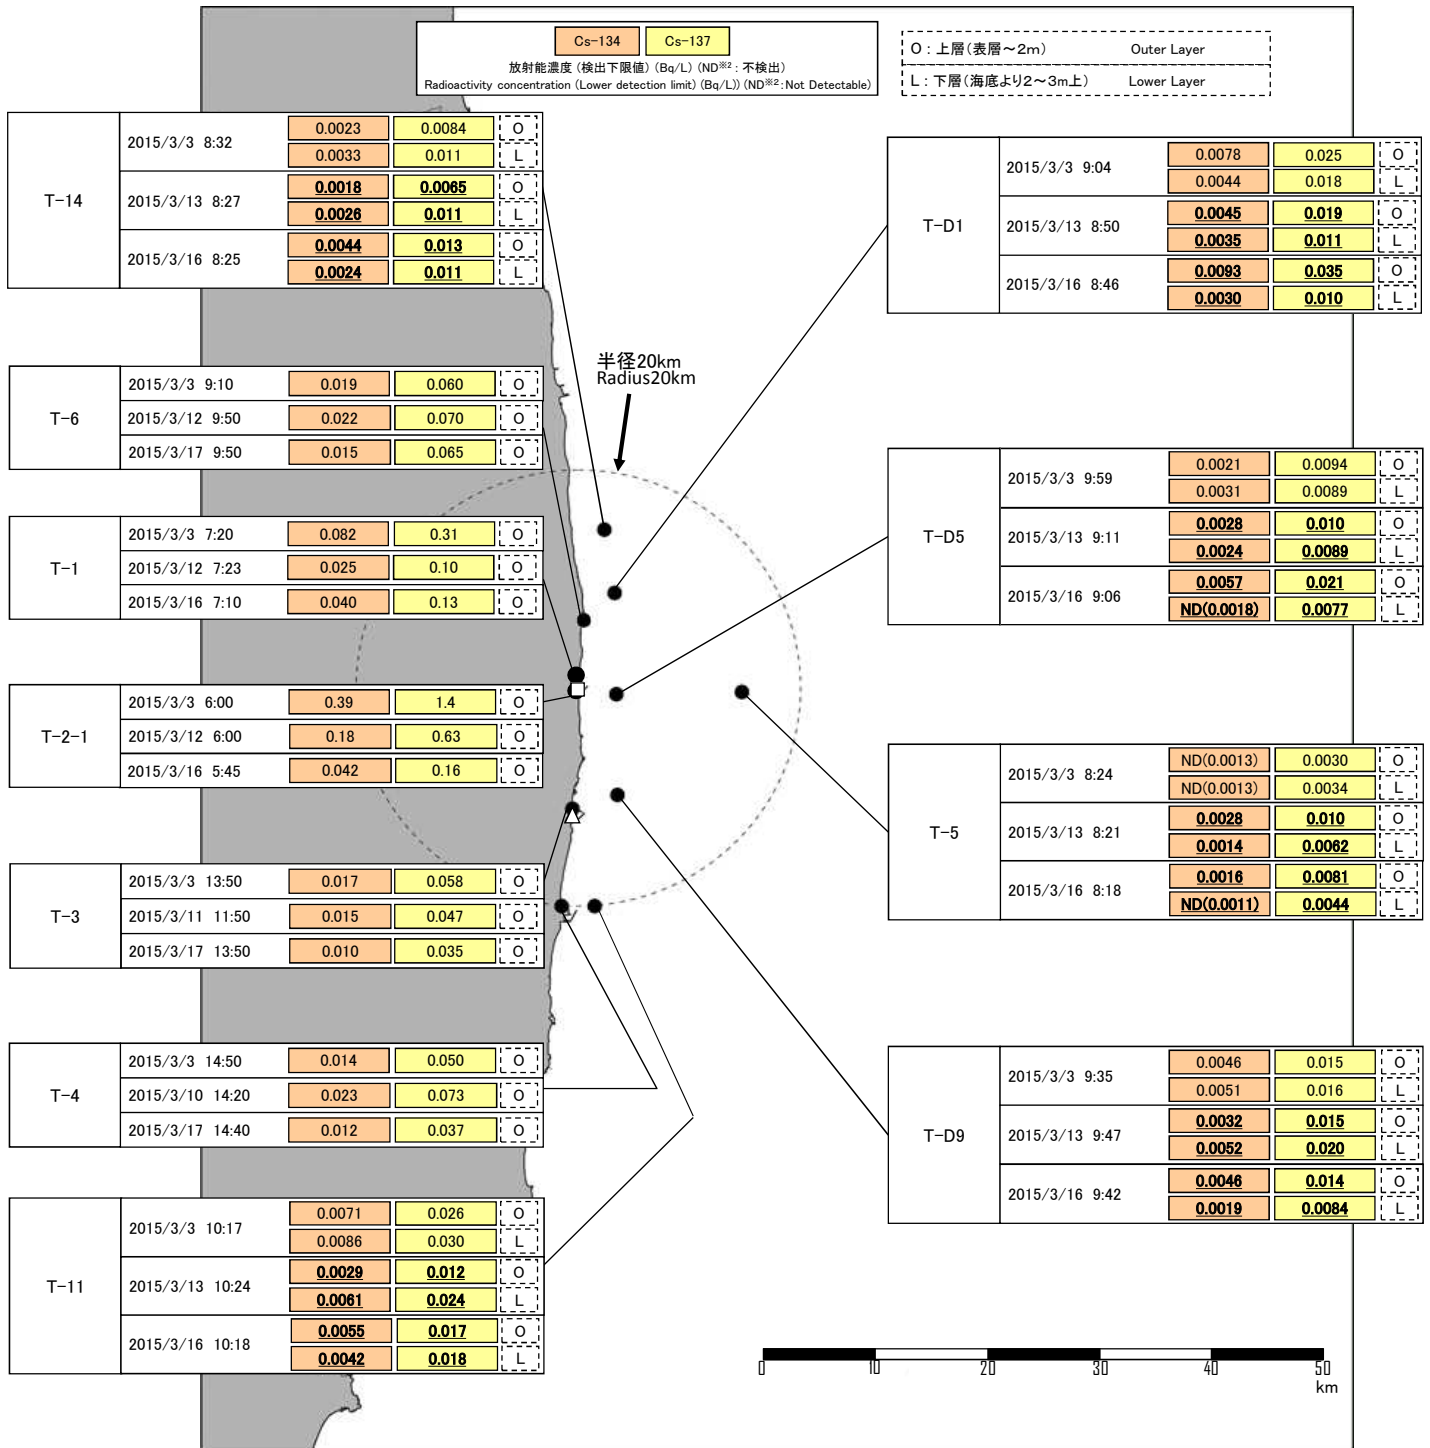 Cs-134 Cs-137
放射能濃度 (検出下限値) (Bq/L) (ND※2 : 不検出)
Radioactivity concentration (Lower detection limit) (Bq/L)) (ND※2:Not Detectable)
O : 上層(表層～2m) Outer Layer
L : 下層(海底より2～3m上) Lower Layer
T-14
2015/3/3 8:32
0.0023 0.0084 O
0.0033 0.011 L
2015/3/13 8:27
0.0018 0.0065 O
0.0026 0.011 L
2015/3/16 8:25
0.0044 0.013 O
0.0024 0.011 L
T-D1
2015/3/3 9:04
0.0078 0.025 O
0.0044 0.018 L
2015/3/13 8:50
0.0045 0.019 O
0.0035 0.011 L
2015/3/16 8:46
0.0093 0.035 O
0.0030 0.010 L
半径20km
Radius20km
T-6
2015/3/3 9:10 0.019 0.060 O
2015/3/12 9:50 0.022 0.070 O
2015/3/17 9:50 0.015 0.065 O
T-D5
2015/3/3 9:59
0.0021 0.0094 O
0.0031 0.0089 L
2015/3/13 9:11
0.0028 0.010 O
0.0024 0.0089 L
2015/3/16 9:06
0.0057 0.021 O
ND(0.0018) 0.0077 L
T-1
2015/3/3 7:20 0.082 0.31 O
2015/3/12 7:23 0.025 0.10 O
2015/3/16 7:10 0.040 0.13 O
T-2-1
2015/3/3 6:00 0.39 1.4 O
2015/3/12 6:00 0.18 0.63 O
2015/3/16 5:45 0.042 0.16 O
T-5
2015/3/3 8:24
ND(0.0013) 0.0030 O
ND(0.0013) 0.0034 L
2015/3/13 8:21
0.0028 0.010 O
0.0014 0.0062 L
2015/3/16 8:18
0.0016 0.0081 O
ND(0.0011) 0.0044 L
T-3
2015/3/3 13:50 0.017 0.058 O
2015/3/11 11:50 0.015 0.047 O
2015/3/17 13:50 0.010 0.035 O
T-4
2015/3/3 14:50 0.014 0.050 O
2015/3/10 14:20 0.023 0.073 O
2015/3/17 14:40 0.012 0.037 O
T-D9
2015/3/3 9:35
0.0046 0.015 O
0.0051 0.016 L
2015/3/13 9:47
0.0032 0.015 O
0.0052 0.020 L
2015/3/16 9:42
0.0046 0.014 O
0.0019 0.0084 L
T-11
2015/3/3 10:17
0.0071 0.026 O
0.0086 0.030 L
2015/3/13 10:24
0.0029 0.012 O
0.0061 0.024 L
2015/3/16 10:18
0.0055 0.017 O
0.0042 0.018 L
0 10 20 30 40 50
km